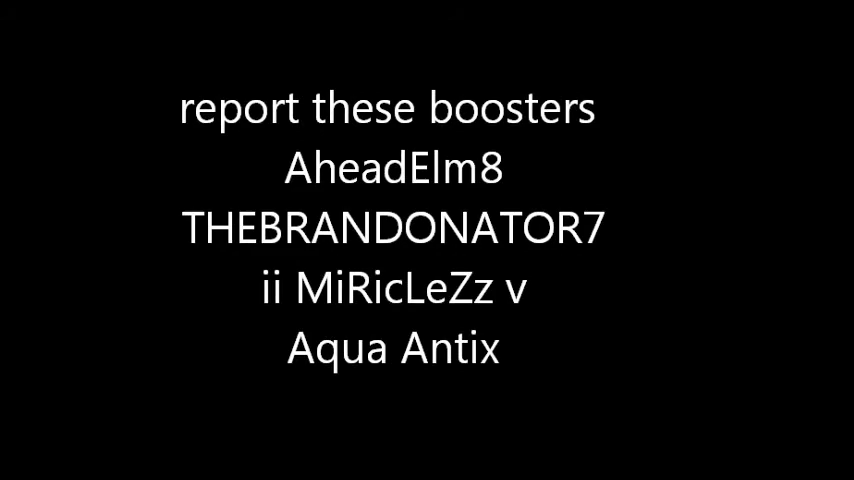 report these boosters
AheadElm8
THEBRANDONATOR7
ii MiRicLeZz v
Aqua Antix